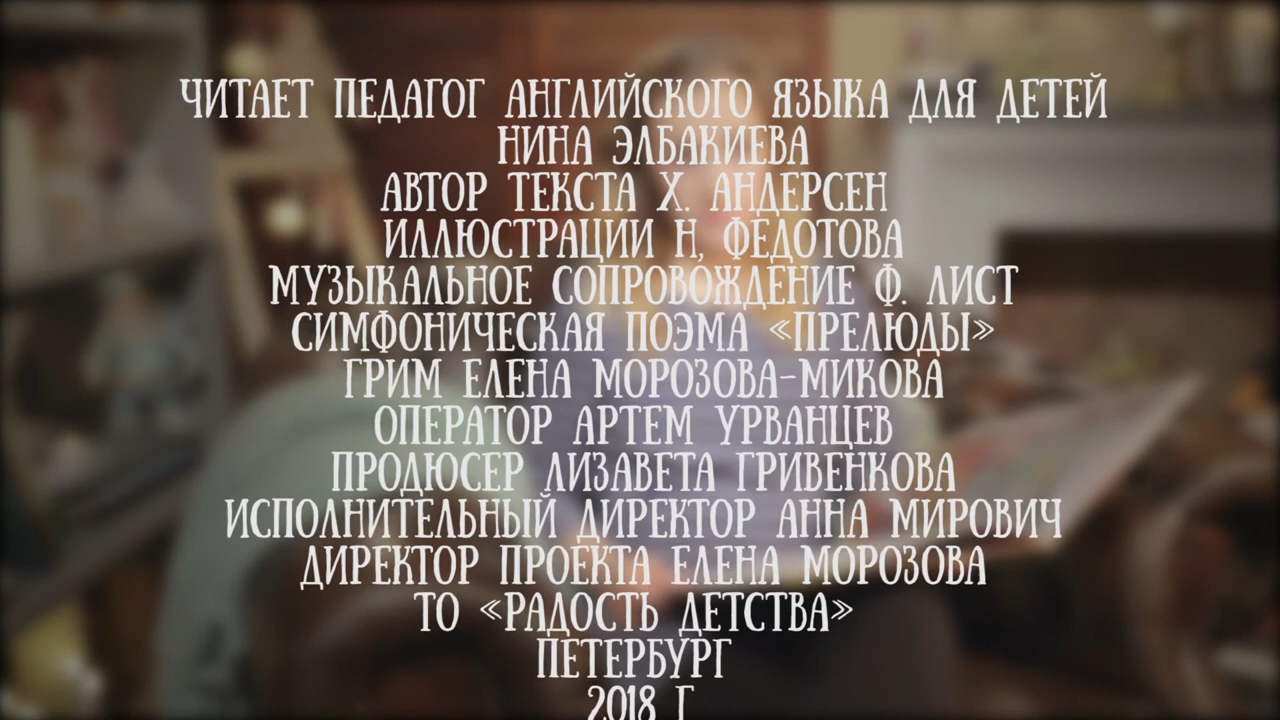 ЧИТАЕТ ПЕДАГОГ АНГЛИЙСКОГО ЯЗЫКА ДЛЯ ДЕТЕЙ
НИНА ЭЛБАКИЕВА
АВТОР ТЕКСТА Х. АНДЕРСЕН
ИЛЛЮСТРАЦИИ Н, ФЕДОТОВА
МУЗЫКАЛЬНОЕ СОПРОВОЖДЕНИЕ Ф. ЛИСТ
СИМФОНИЧЕСКАЯ ПОЭМА «ПРЕЛЮДЫ»
ГРИМ ЕЛЕНА МОРОЗОВА-МИКОВА
ОПЕРАТОР АРТЕМ УРВАНЦЕВ
ПРОДЮСЕР ЛИЗАВЕТА ГРИВЕНКОВА
ИСПОЛНИТЕЛЬНЫЙ ДИРЕКТОР АННА МИРОВИЧ
ДИРЕКТОР ПРОЕКТА ЕЛЕНА МОРОЗОВА
ТО «РАДОСТЬ ДЕТСТВА»
ПЕТЕРБУРГ
2018 Г